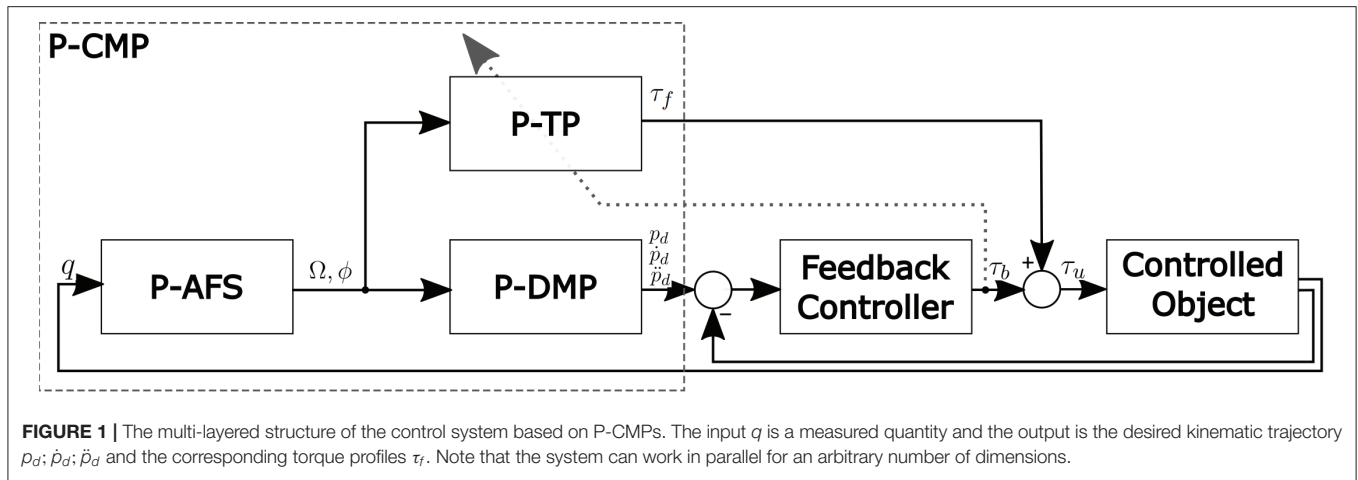 P-CMP
P-TP
τ_f
q
P-AFS
Ω, ϕ
P-DMP
p_d
ṗ_d
p̈_d
−
Feedback
Controller
τ_b
+
τ_u
Controlled
Object
FIGURE 1 | The multi-layered structure of the control system based on P-CMPs. The input q is a measured quantity and the output is the desired kinematic trajectory
p_d; ṗ_d; p̈_d and the corresponding torque profiles τ_f. Note that the system can work in parallel for an arbitrary number of dimensions.